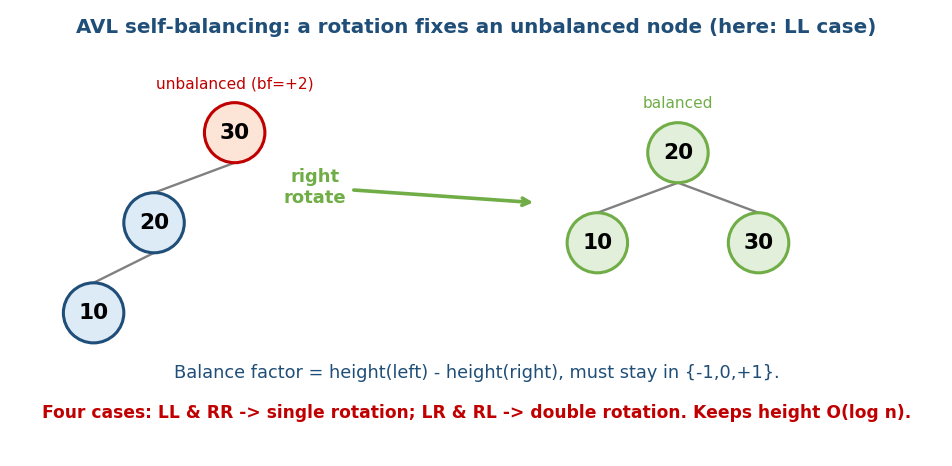 AVL self-balancing: a rotation fixes an unbalanced node (here: LL case)
unbalanced (bf=+2)
30
20
10
right
rotate
balanced
20
10
30
Balance factor = height(left) - height(right), must stay in {-1,0,+1}.
Four cases: LL & RR -> single rotation; LR & RL -> double rotation. Keeps height O(log n).